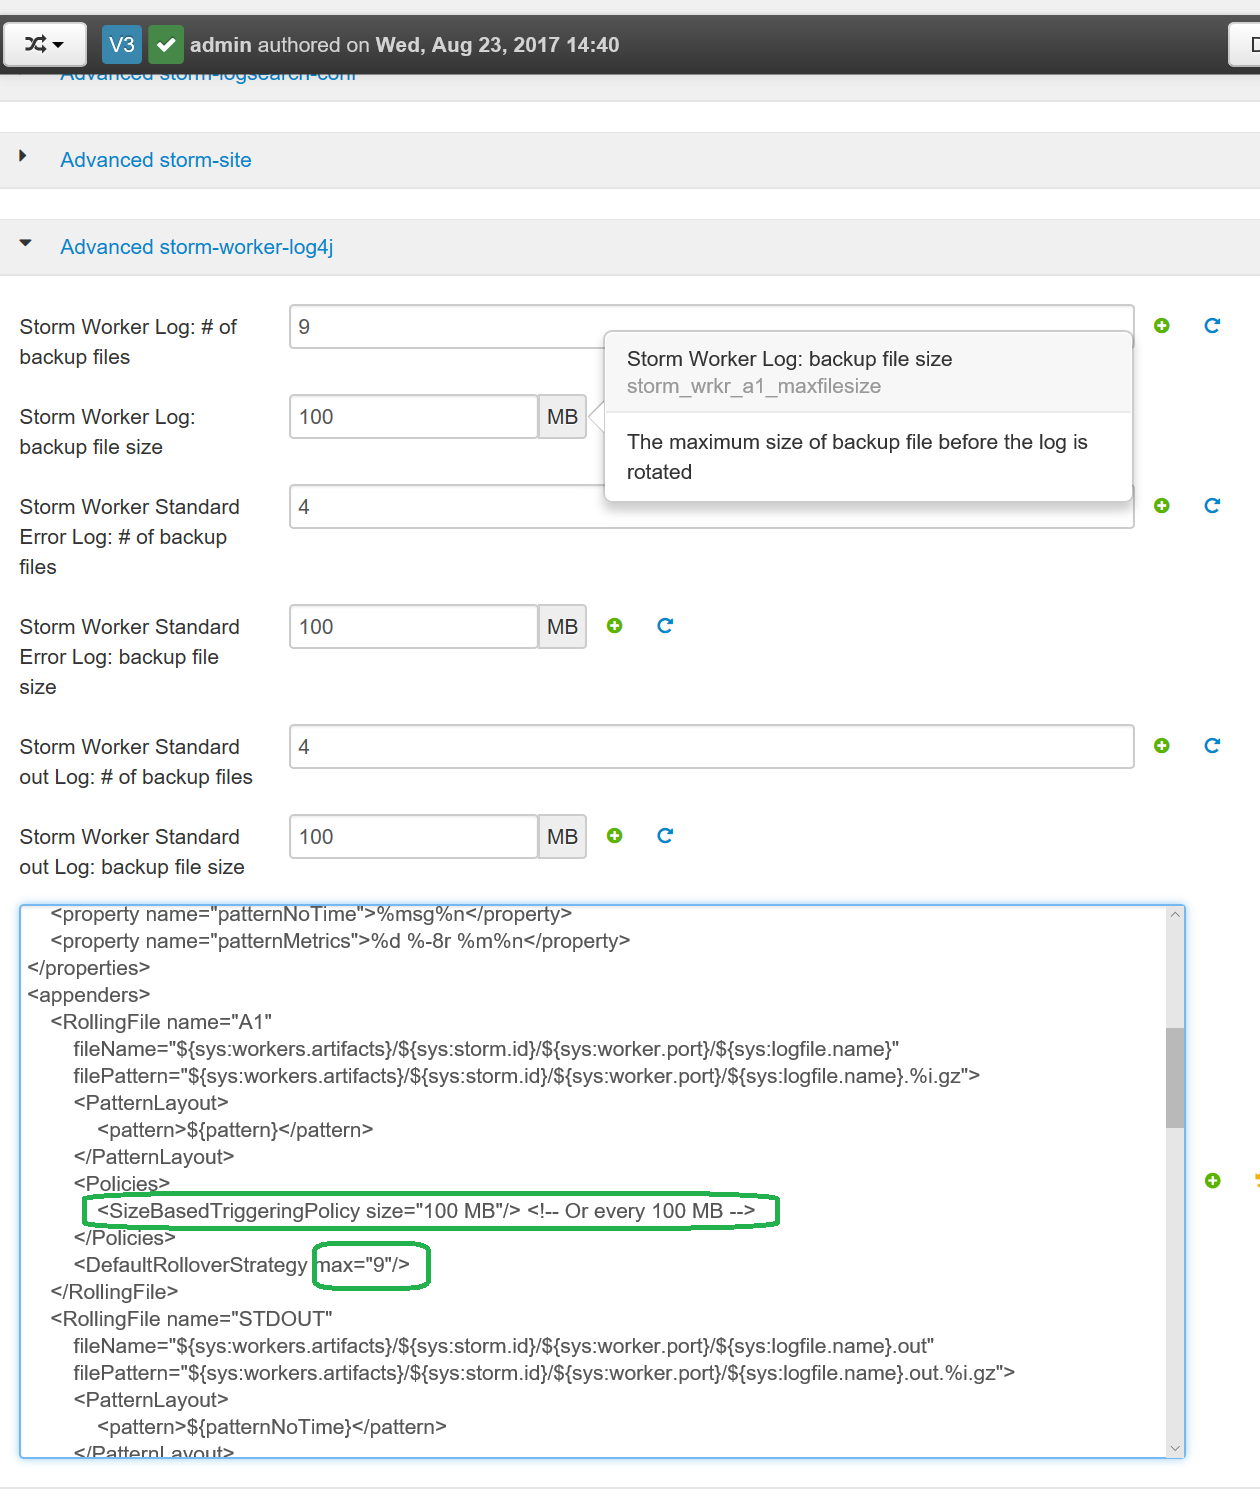 V3 admin authored on Wed, Aug 23, 2017 14:40
Advanced storm-logsearch-conf
Advanced storm-site
Advanced storm-worker-log4j
Storm Worker Log: # of
backup files
9
Storm Worker Log: backup file size
storm_wrkr_a1_maxfilesize
The maximum size of backup file before the log is
rotated
Storm Worker Log:
backup file size
100 MB
Storm Worker Standard
Error Log: # of backup
files
4
Storm Worker Standard
Error Log: backup file
size
100 MB
Storm Worker Standard
out Log: # of backup files
4
Storm Worker Standard
out Log: backup file size
100 MB
<property name="patternNoTime">%msg%n</property>
<property name="patternMetrics">%d %-8r %m%n</property>
</properties>
<appenders>
<RollingFile name="A1"
fileName="${sys:workers.artifacts}/${sys:storm.id}/${sys:worker.port}/${sys:logfile.name}"
filePattern="${sys:workers.artifacts}/${sys:storm.id}/${sys:worker.port}/${sys:logfile.name}.%i.gz">
<PatternLayout>
<pattern>${pattern}</pattern>
</PatternLayout>
<Policies>
<SizeBasedTriggeringPolicy size="100 MB"/> <!-- Or every 100 MB -->
</Policies>
<DefaultRolloverStrategy max="9"/>
</RollingFile>
<RollingFile name="STDOUT"
fileName="${sys:workers.artifacts}/${sys:storm.id}/${sys:worker.port}/${sys:logfile.name}.out"
filePattern="${sys:workers.artifacts}/${sys:storm.id}/${sys:worker.port}/${sys:logfile.name}.out.%i.gz">
<PatternLayout>
<pattern>${patternNoTime}</pattern>
</PatternLayout>